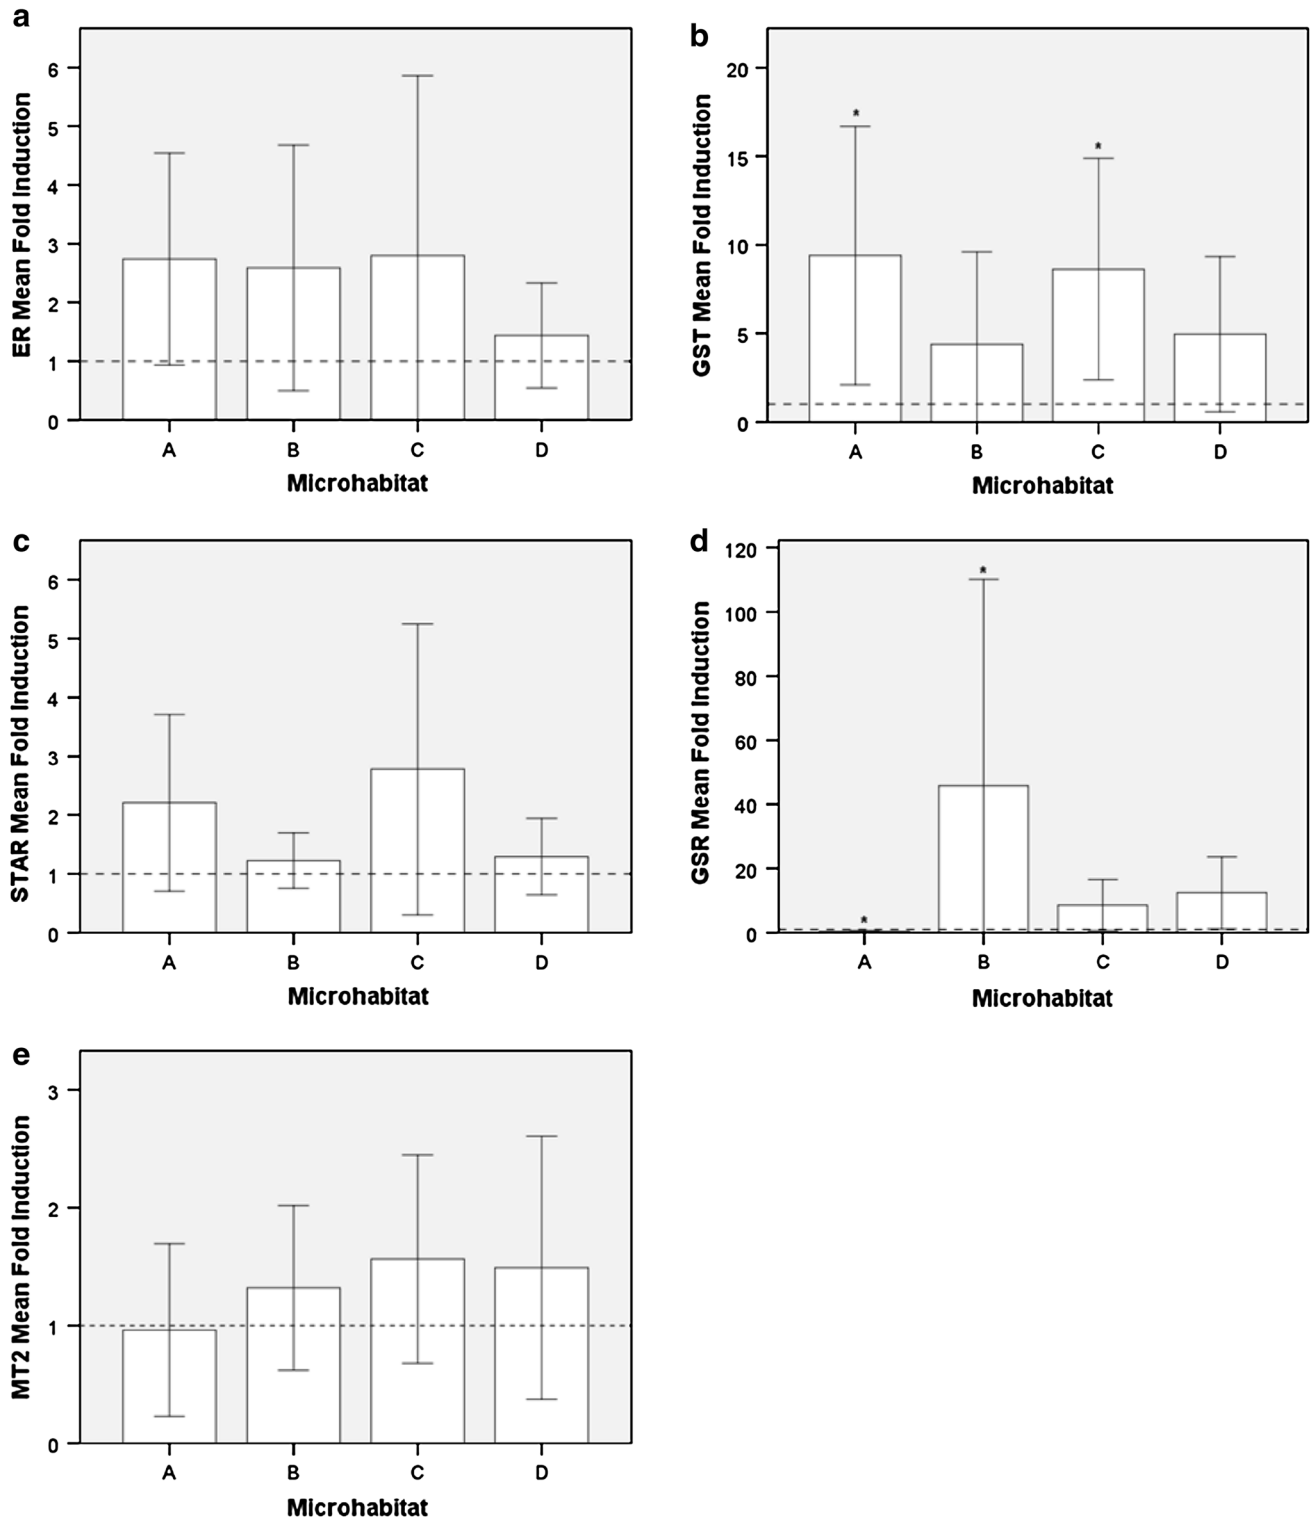 a
ER Mean Fold Induction
6
5
4
3
2
1
0
A B C D
Microhabitat
b
GST Mean Fold Induction
20
15
10
5
0
* *
A B C D
Microhabitat
c
STAR Mean Fold Induction
6
5
4
3
2
1
0
A B C D
Microhabitat
d
GSR Mean Fold Induction
120
100
80
60
40
20
0
* *
A B C D
Microhabitat
e
MT2 Mean Fold Induction
3
2
1
0
A B C D
Microhabitat